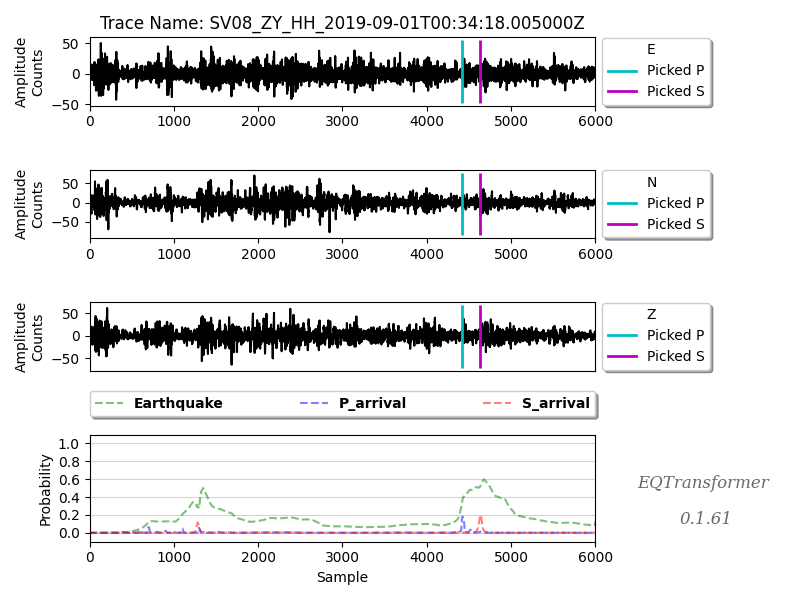 Trace Name: SV08_ZY_HH_2019-09-01T00:34:18.005000Z
Amplitude
Counts
50
0
−50
0 1000 2000 3000 4000 5000 6000
E
Picked P
Picked S
Amplitude
Counts
50
0
−50
0 1000 2000 3000 4000 5000 6000
N
Picked P
Picked S
Amplitude
Counts
50
0
−50
0 1000 2000 3000 4000 5000 6000
Z
Picked P
Picked S
Earthquake P_arrival S_arrival
Probability
1.0
0.8
0.6
0.4
0.2
0.0
0 1000 2000 3000 4000 5000 6000
Sample
EQTransformer
0.1.61